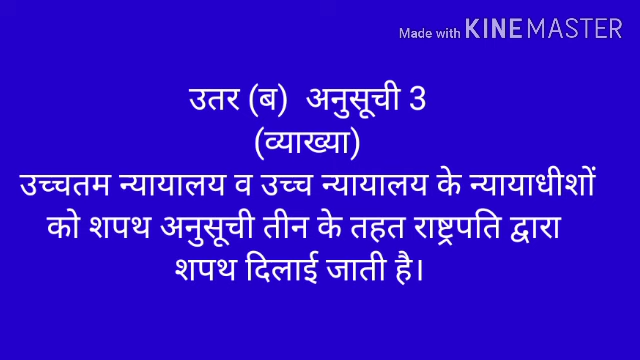 Made with KINEMASTER
उतर (ब) अनुसूची 3
(व्याख्या)
उच्चतम न्यायालय व उच्च न्यायालय के न्यायाधीशों
को शपथ अनुसूची तीन के तहत राष्ट्रपति द्वारा
शपथ दिलाई जाती है।